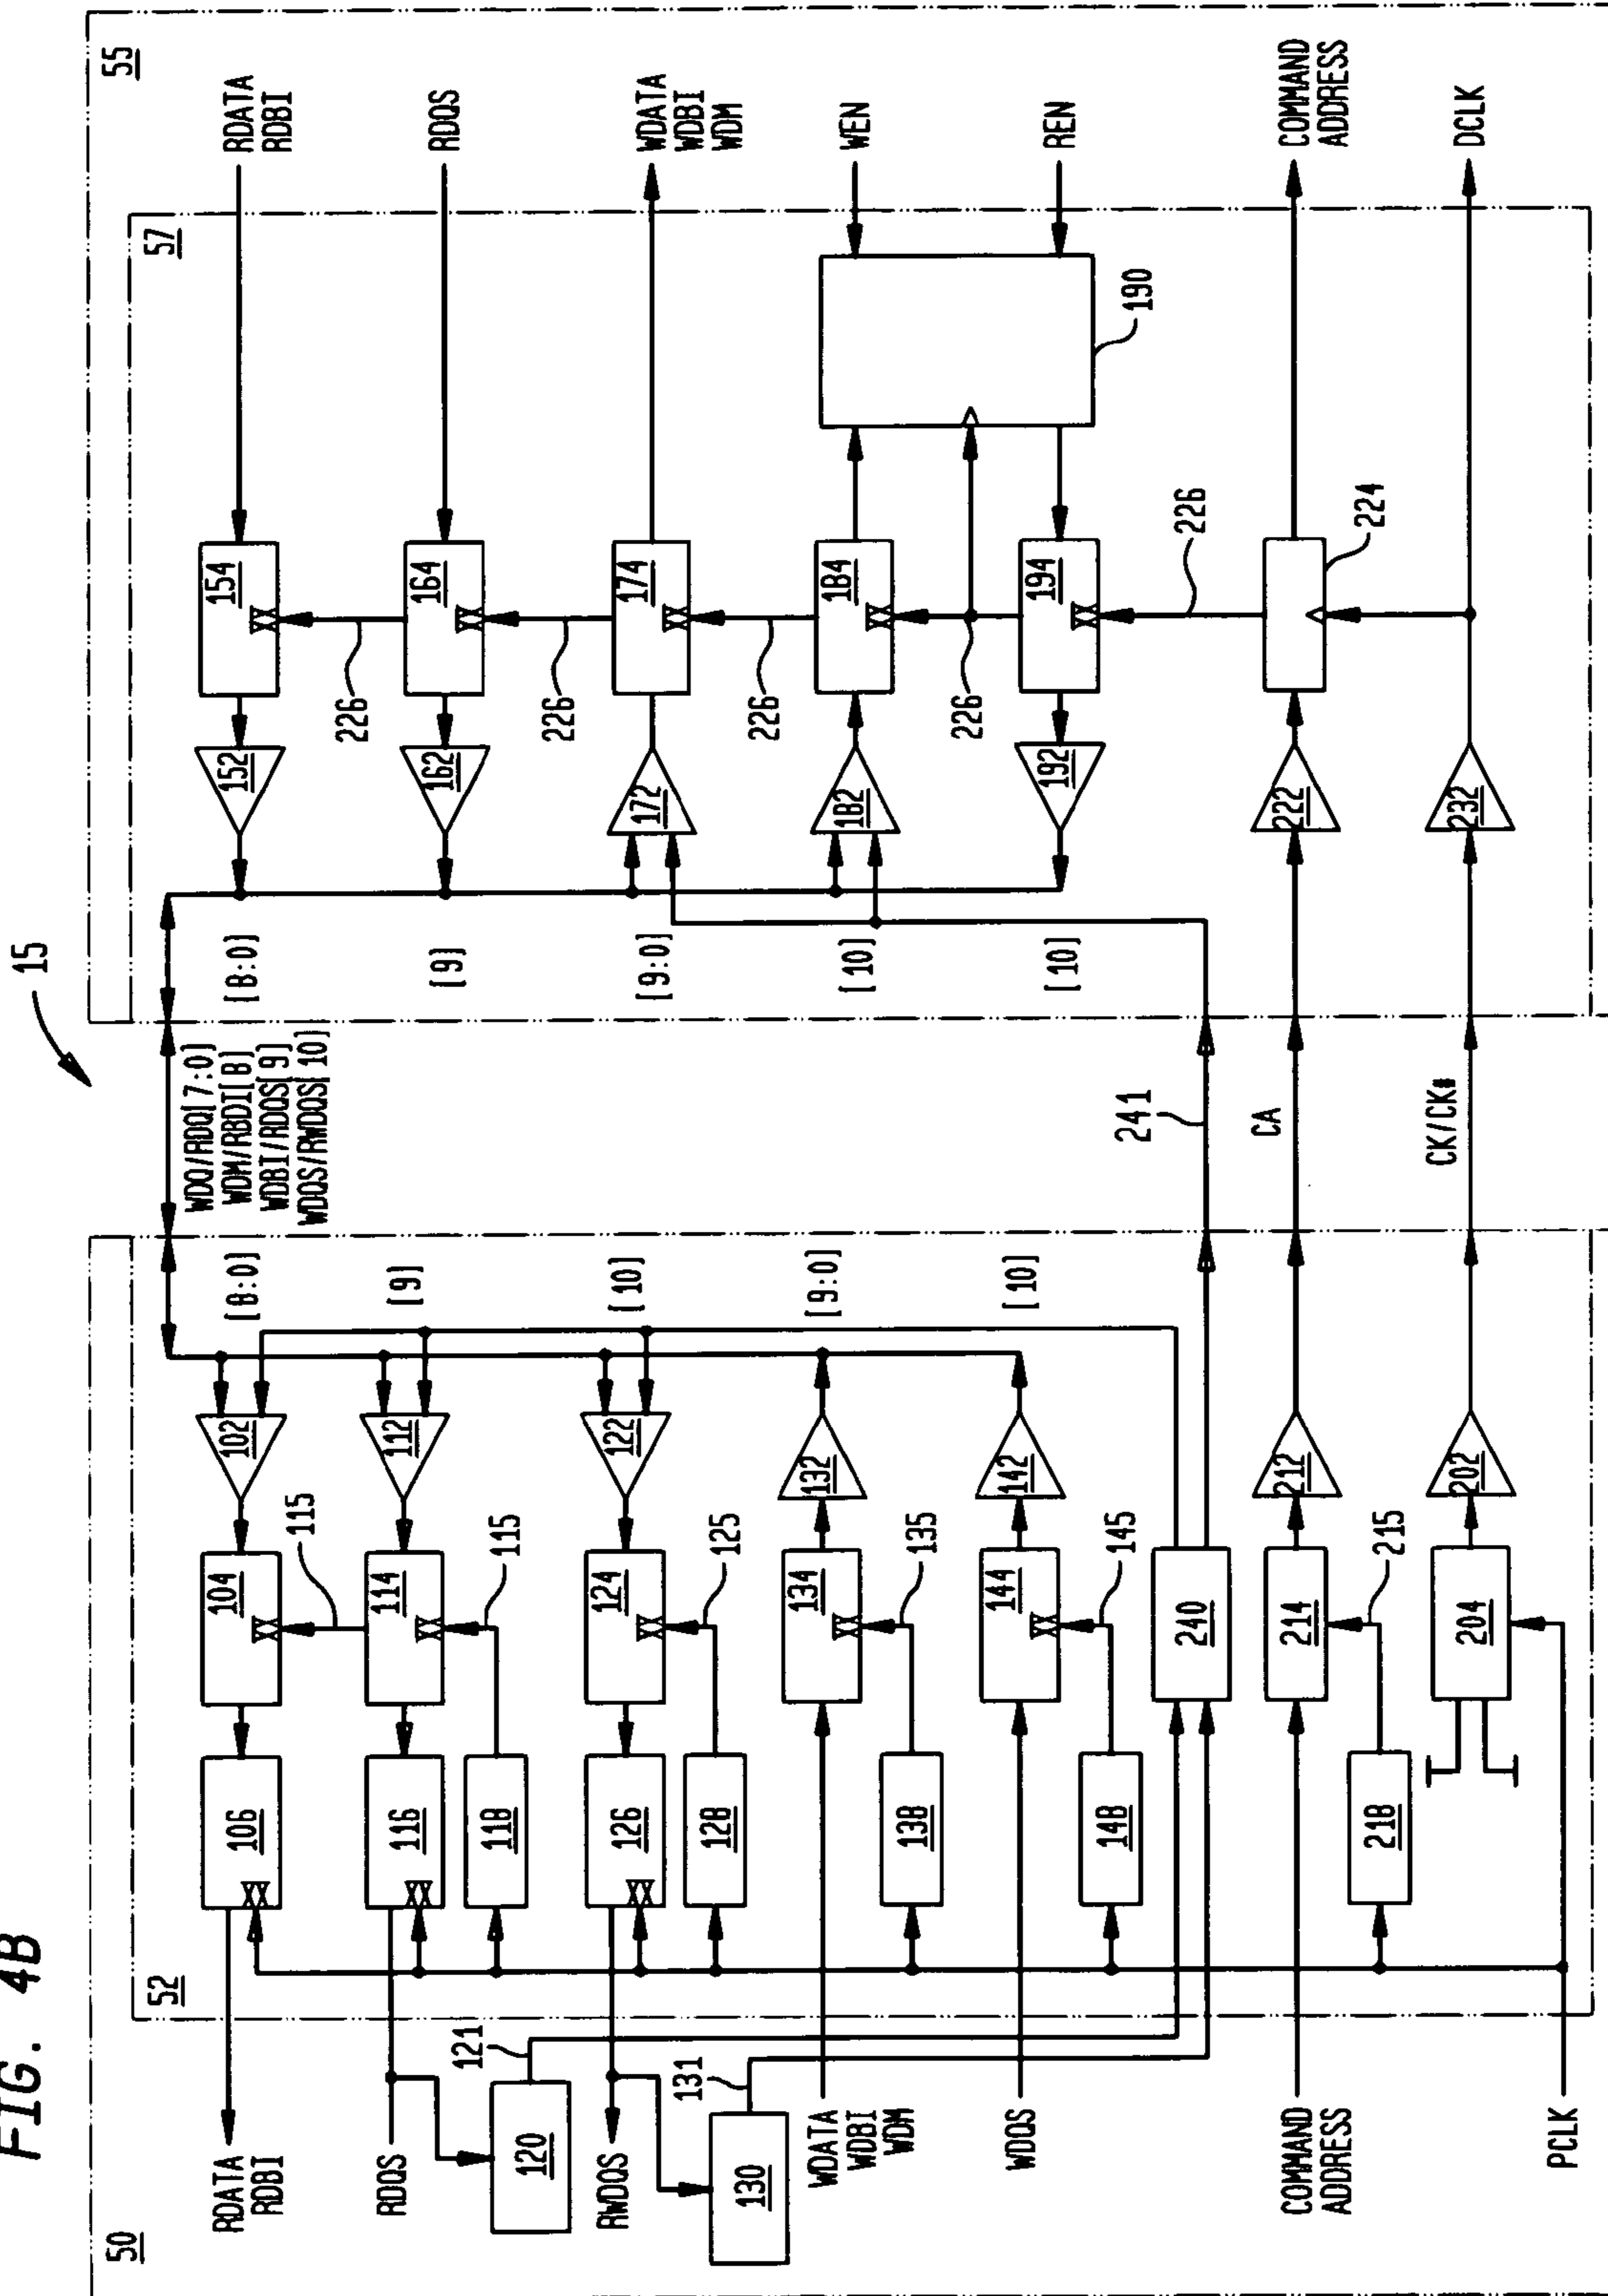 FIG. 4B
15
50
52
57
55
RDATA
RDBI
106
104
102
[8:0]
WDQ/RDQ[7:0]
WDM/RBDI[8]
WDBI/RDQS[9]
WDQS/RWDQS[10]
[8:0]
152
154
RDATA
RDBI
115
226
RDQS
116
114
112
[9]
[9]
162
164
RDQS
118
115
226
121
120
RWDQS
126
124
122
[10]
[9:0]
172
174
WDATA
WDBI
WDM
128
125
226
131
130
WDATA
WDBI
WDM
134
132
[9:0]
[10]
182
184
WEN
138
135
226
190
WDQS
144
142
[10]
[10]
192
194
REN
148
145
226
240
241
COMMAND
ADDRESS
214
212
CA
222
224
COMMAND
ADDRESS
218
215
204
202
CK/CK#
232
DCLK
PCLK